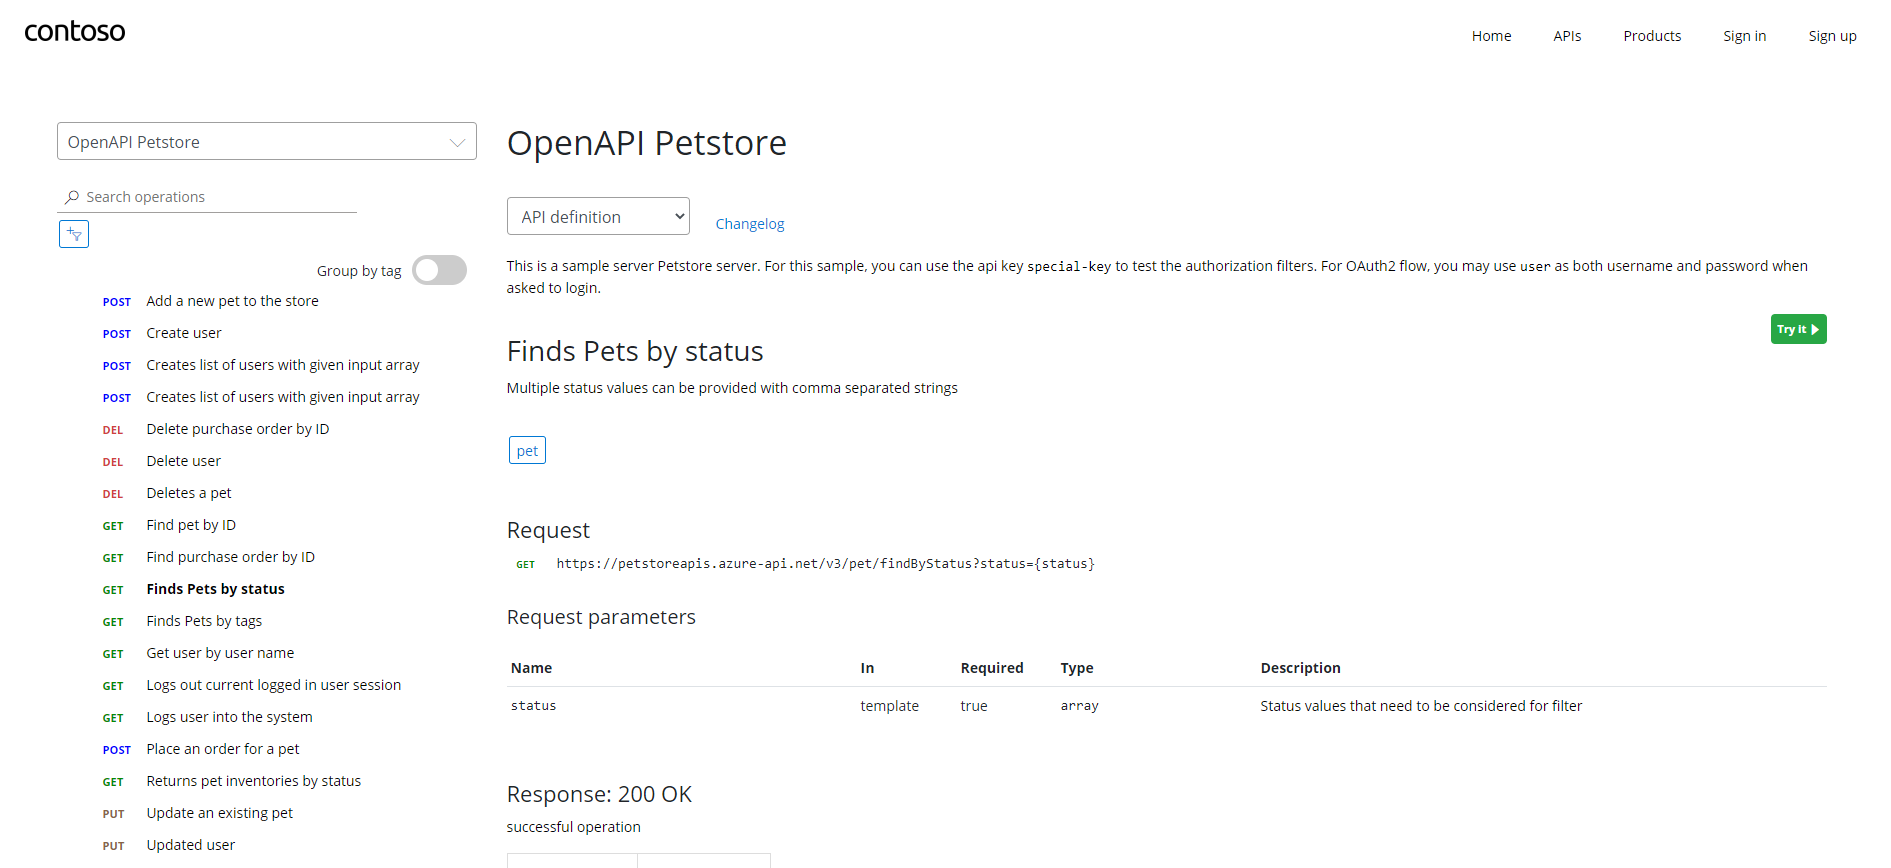 contoso
Home APIs Products Sign in Sign up
OpenAPI Petstore
Search operations
Group by tag
POST Add a new pet to the store
POST Create user
POST Creates list of users with given input array
POST Creates list of users with given input array
DEL Delete purchase order by ID
DEL Delete user
DEL Deletes a pet
GET Find pet by ID
GET Find purchase order by ID
GET Finds Pets by status
GET Finds Pets by tags
GET Get user by user name
GET Logs out current logged in user session
GET Logs user into the system
POST Place an order for a pet
GET Returns pet inventories by status
PUT Update an existing pet
PUT Updated user
OpenAPI Petstore
API definition Changelog
This is a sample server Petstore server. For this sample, you can use the api key special-key to test the authorization filters. For OAuth2 flow, you may use user as both username and password when
asked to login.
Try it
Finds Pets by status
Multiple status values can be provided with comma separated strings
pet
Request
GET https://petstoreapis.azure-api.net/v3/pet/findByStatus?status={status}
Request parameters
Name In Required Type Description
status template true array Status values that need to be considered for filter
Response: 200 OK
successful operation